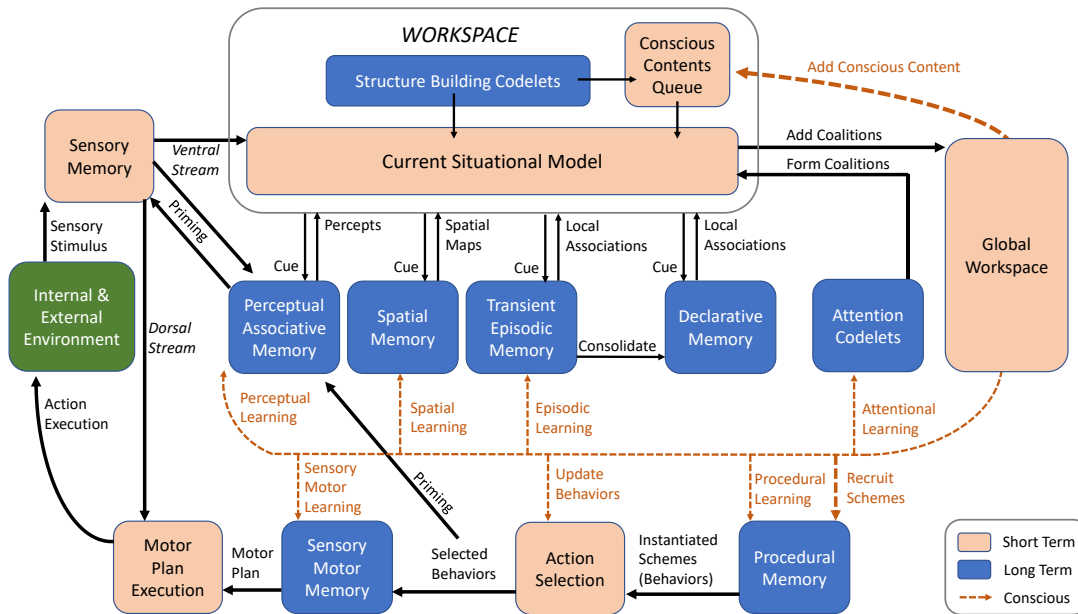 WORKSPACE
Structure Building Codelets
Conscious
Contents
Queue
Add Conscious Content
Sensory
Memory
Ventral
Stream
Current Situational Model
Add Coalitions
Form Coalitions
Priming
Sensory
Stimulus
Percepts
Spatial
Maps
Local
Associations
Local
Associations
Cue
Cue
Cue
Cue
Global
Workspace
Internal &
External
Environment
Dorsal
Stream
Perceptual
Associative
Memory
Spatial
Memory
Transient
Episodic
Memory
Consolidate
Declarative
Memory
Attention
Codelets
Action
Execution
Perceptual
Learning
Spatial
Learning
Episodic
Learning
Attentional
Learning
Sensory
Motor
Learning
Priming
Update
Behaviors
Procedural
Learning
Recruit
Schemes
Motor
Plan
Execution
Motor
Plan
Sensory
Motor
Memory
Selected
Behaviors
Action
Selection
Instantiated
Schemes
(Behaviors)
Procedural
Memory
Short Term
Long Term
Conscious